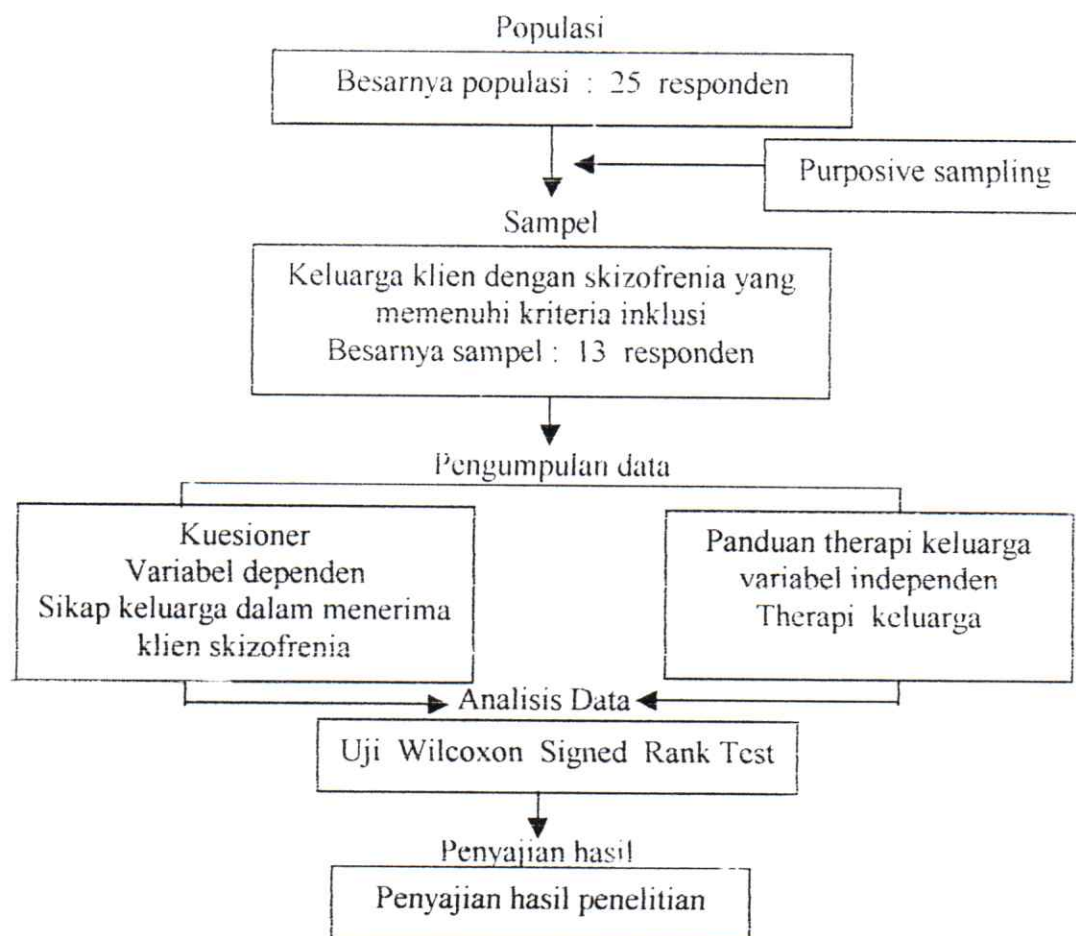 Populasi
Besarnya populasi : 25 responden
Purposive sampling
Sampel
Keluarga klien dengan skizofrenia yang
memenuhi kriteria inklusi
Besarnya sampel : 13 responden
Pengumpulan data
Kuesioner
Variabel dependen
Sikap keluarga dalam menerima
klien skizofrenia
Panduan therapi keluarga
variabel independen
Therapi keluarga
Analisis Data
Uji Wilcoxon Signed Rank Test
Penyajian hasil
Penyajian hasil penelitian